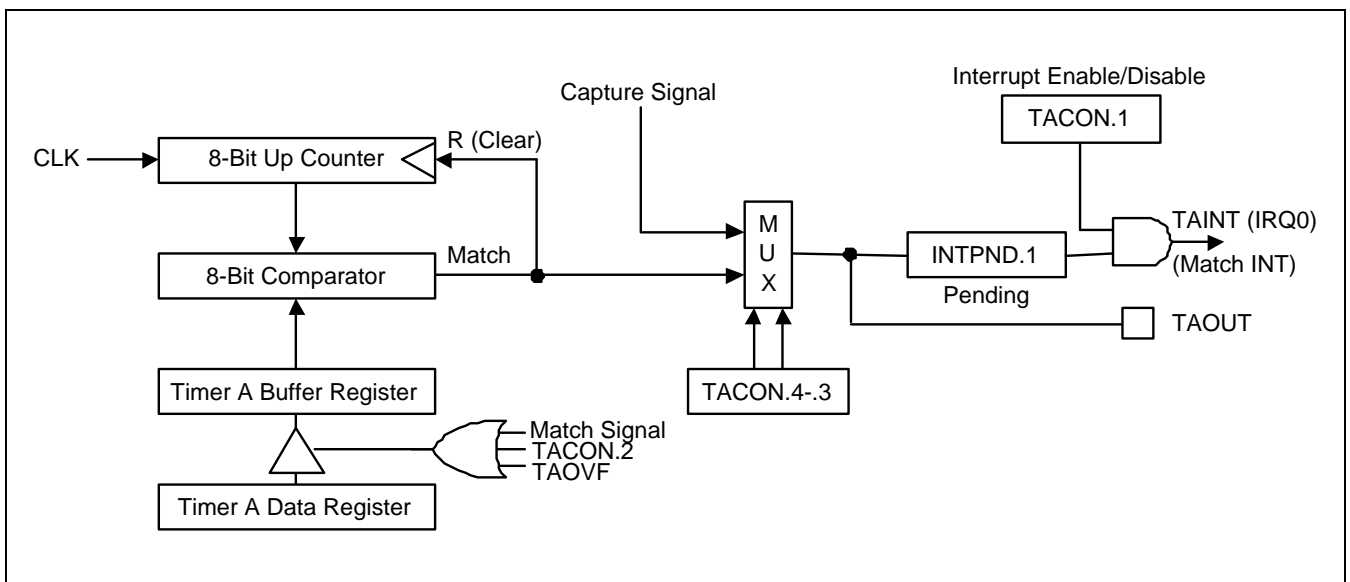 Interrupt Enable/Disable
Capture Signal
TACON.1
R (Clear)
CLK
8-Bit Up Counter
M
U
X
TAINT (IRQ0)
(Match INT)
Match
8-Bit Comparator
INTPND.1
Pending
TAOUT
Timer A Buffer Register
TACON.4-.3
Match Signal
TACON.2
TAOVF
Timer A Data Register